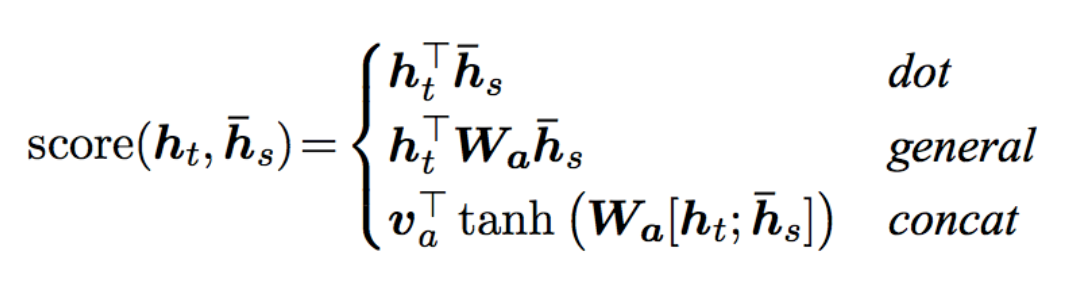 h_t^⊤ h̄_s dot
score(h_t, h̄_s) = { h_t^⊤ W_a h̄_s general
v_a^⊤ tanh (W_a[h_t; h̄_s]) concat